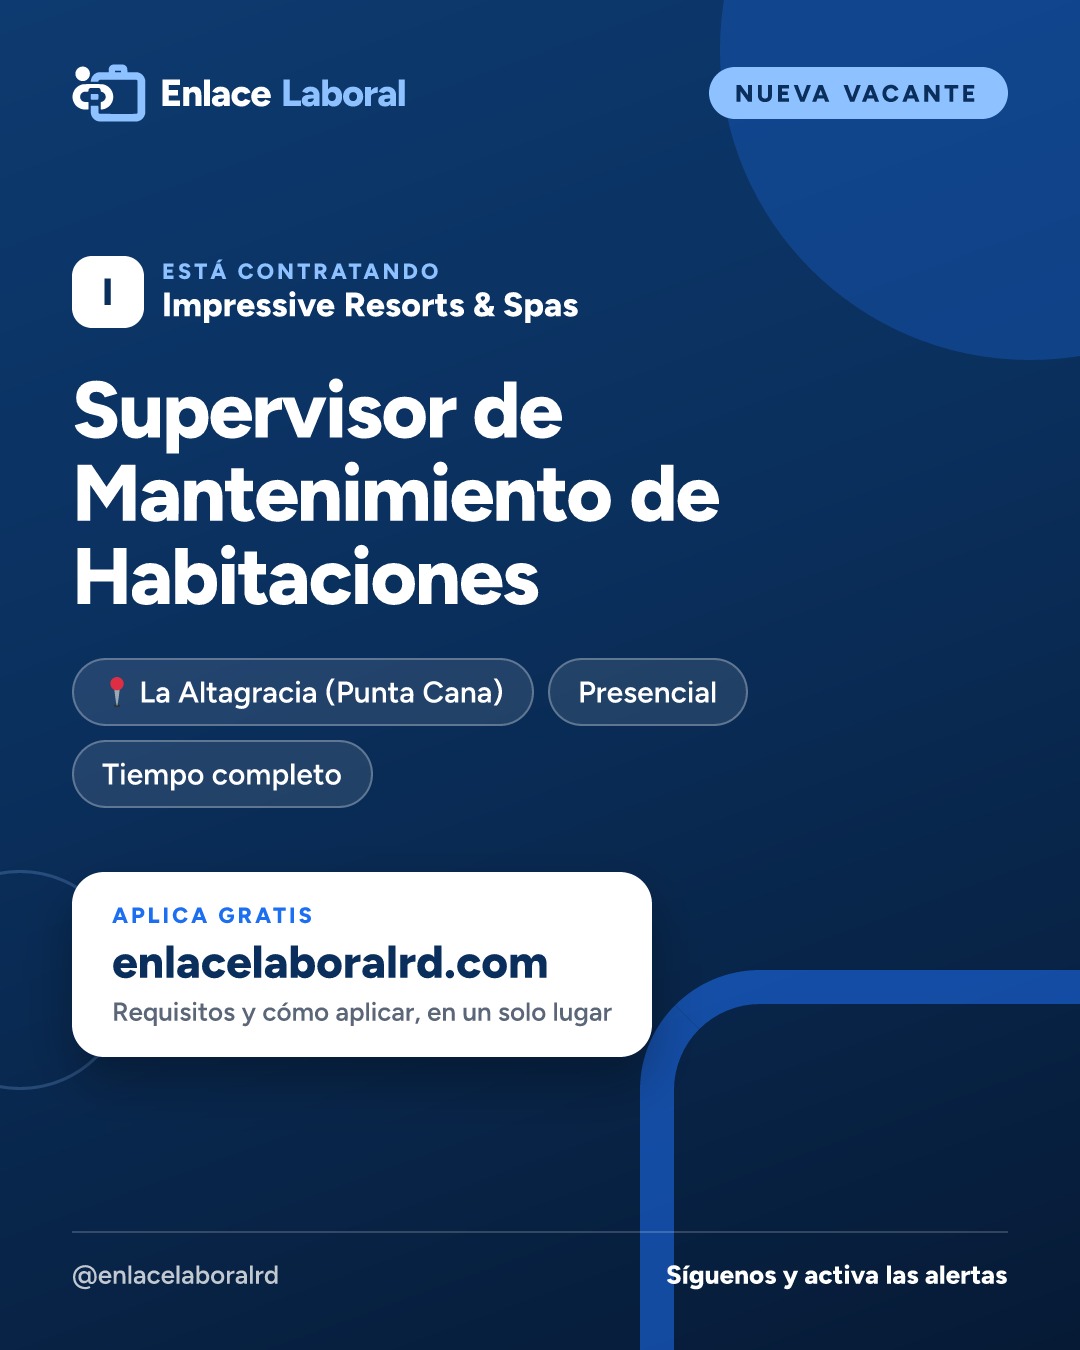 Enlace Laboral
NUEVA VACANTE
I
ESTÁ CONTRATANDO
Impressive Resorts & Spas
Supervisor de
Mantenimiento de
Habitaciones
📍 La Altagracia (Punta Cana)
Presencial
Tiempo completo
APLICA GRATIS
enlacelaboralrd.com
Requisitos y cómo aplicar, en un solo lugar
@enlacelaboralrd
Síguenos y activa las alertas